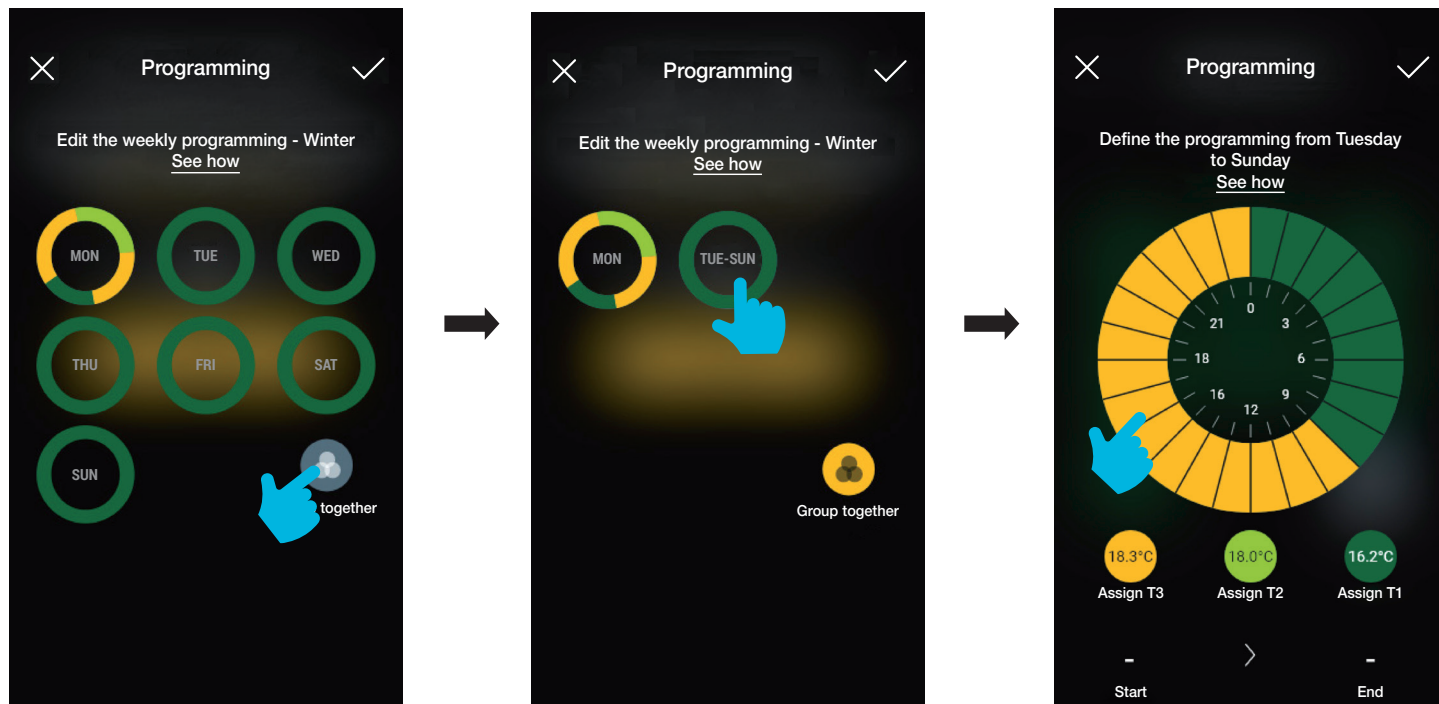 Programming
Edit the weekly programming - Winter
See how
MON
TUE
WED
THU
FRI
SAT
SUN
together
Programming
Edit the weekly programming - Winter
See how
MON
TUE-SUN
Group together
Programming
Define the programming from Tuesday
to Sunday
See how
0
3
6
9
12
16
18
21
18.3°C
18.0°C
16.2°C
Assign T3
Assign T2
Assign T1
-
>
-
Start
End